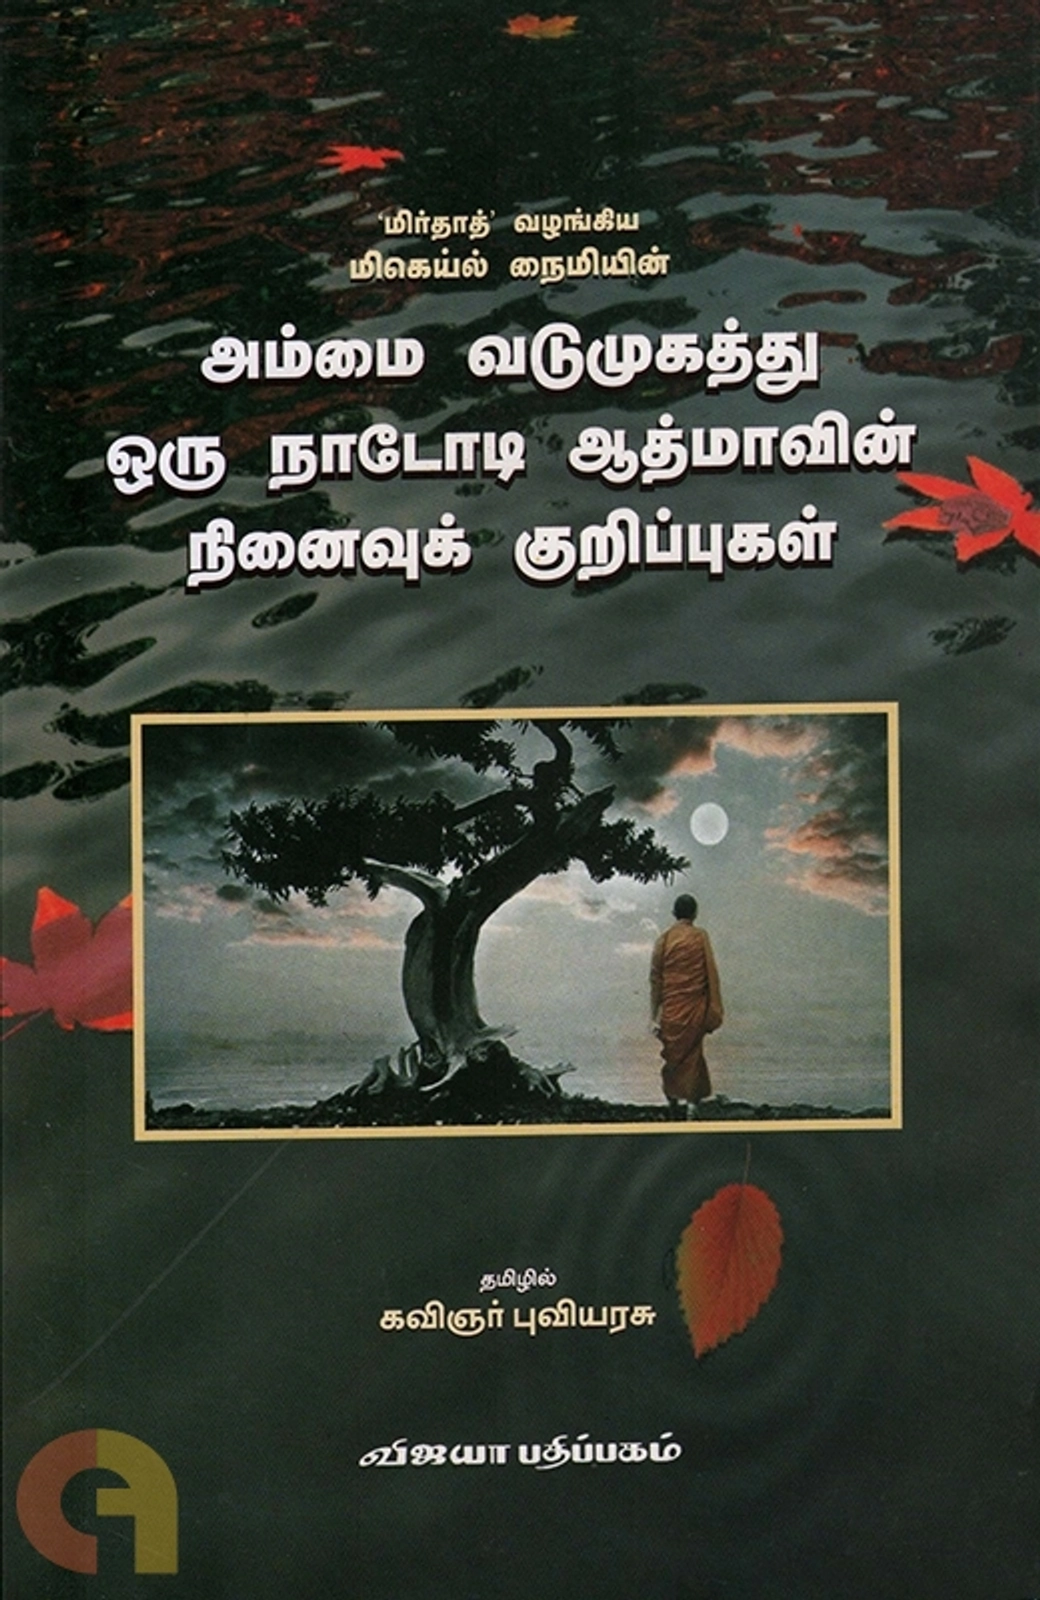 'மிர்தாத்' வழங்கிய
மிகெய்ல் நைமியின்
அம்மை வடுமுகத்து
ஒரு நாடோடி ஆத்மாவின்
நினைவுக் குறிப்புகள்
தமிழில்
கவிஞர் புவியரசு
விஜயா பதிப்பகம்